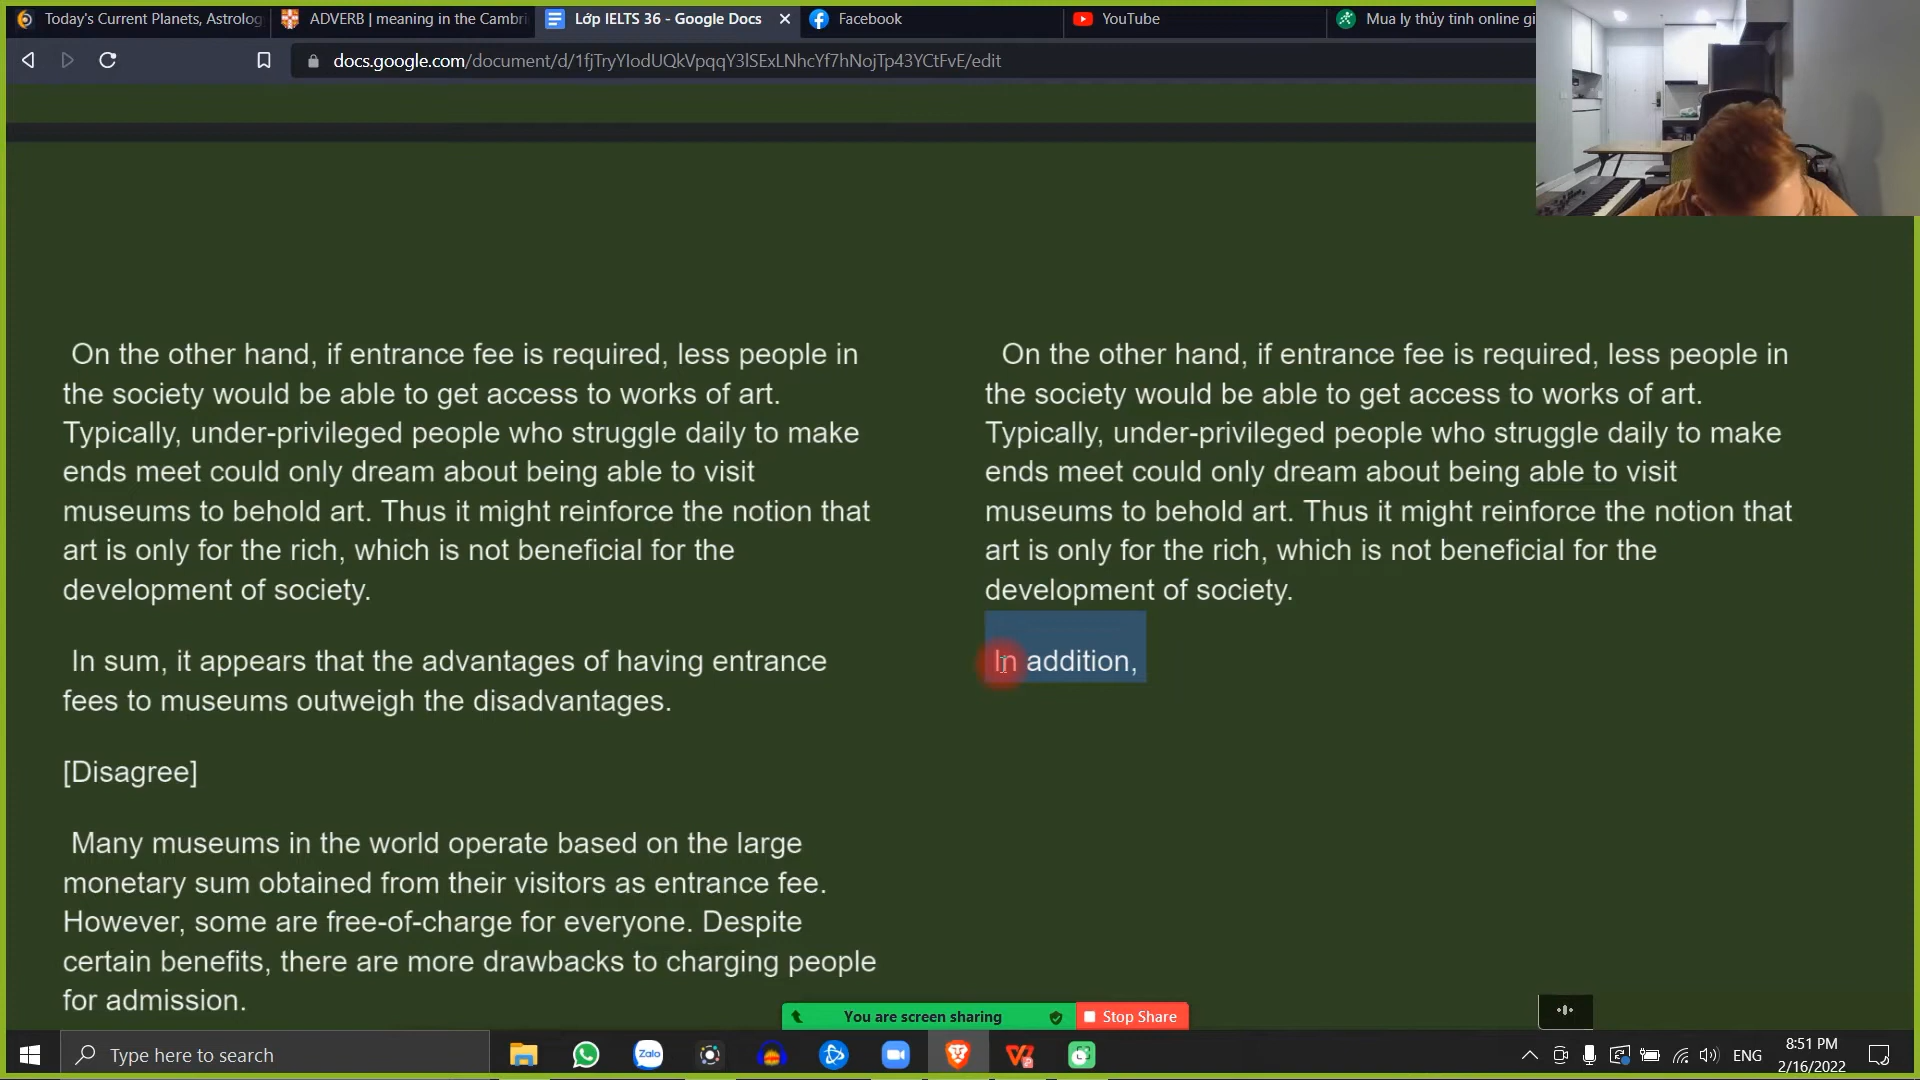 Today's Current Planets, Astrolog
ADVERB | meaning in the Cambri
Lớp IELTS 36 - Google Docs
Facebook
YouTube
Mua ly thủy tinh online gi
docs.google.com/document/d/1fjTryYIodUQkVpqqY3lSExLNhcYf7hNojTp43YCtFvE/edit
On the other hand, if entrance fee is required, less people in
the society would be able to get access to works of art.
Typically, under-privileged people who struggle daily to make
ends meet could only dream about being able to visit
museums to behold art. Thus it might reinforce the notion that
art is only for the rich, which is not beneficial for the
development of society.
In sum, it appears that the advantages of having entrance
fees to museums outweigh the disadvantages.
[Disagree]
Many museums in the world operate based on the large
monetary sum obtained from their visitors as entrance fee.
However, some are free-of-charge for everyone. Despite
certain benefits, there are more drawbacks to charging people
for admission.
On the other hand, if entrance fee is required, less people in
the society would be able to get access to works of art.
Typically, under-privileged people who struggle daily to make
ends meet could only dream about being able to visit
museums to behold art. Thus it might reinforce the notion that
art is only for the rich, which is not beneficial for the
development of society.
In addition,
You are screen sharing
Stop Share
Type here to search
Zalo
ENG
8:51 PM
2/16/2022